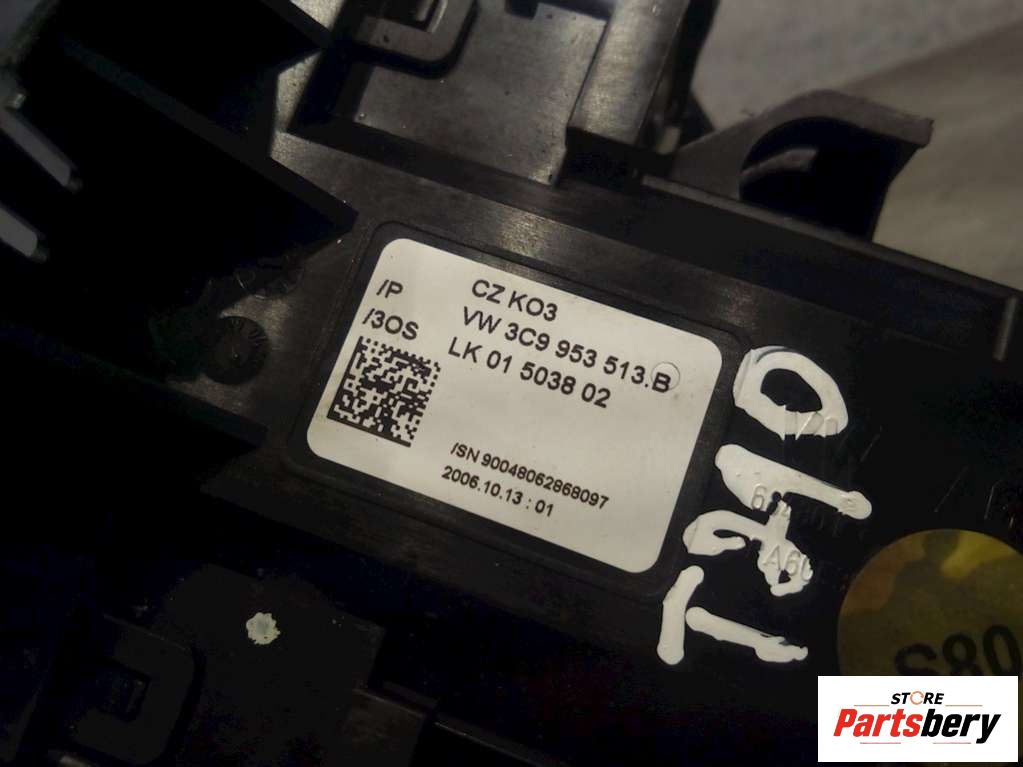 CZ KO3
/P VW 3C9 953 513.B
/3OS LK 01 5038 02
/SN 90048062868097
2006.10.13 : 01
S80
STORE
Partsbery